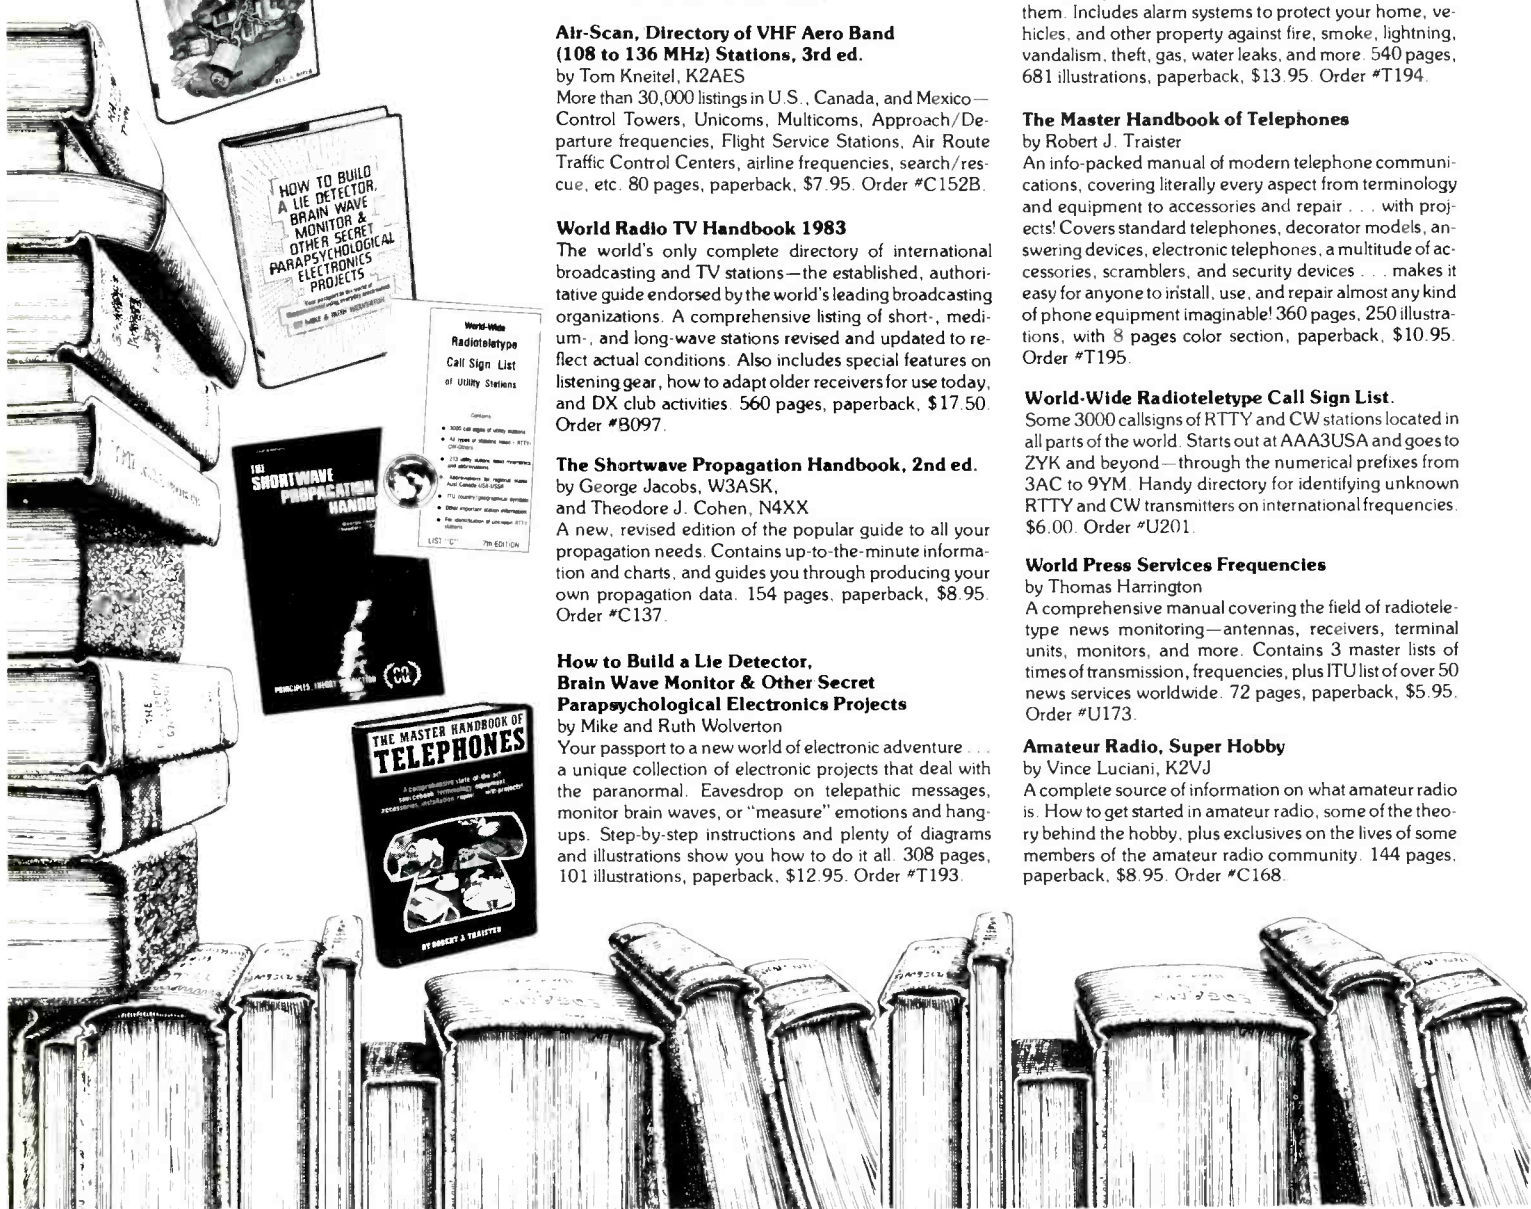 HOW TO BUILD
A LIE DETECTOR,
BRAIN WAVE
MONITOR &
OTHER SECRET
PARAPSYCHOLOGICAL
ELECTRONICS
PROJECTS
World-Wide
Radioteletype
Call Sign List
of Utility Stations
Contains
LIST "C" 7th EDITION
THE
SHORTWAVE
PROPAGATION
HANDB
CQ
THE MASTER HANDBOOK OF
TELEPHONES
BY ROBERT J. TRAISTER
Air-Scan, Directory of VHF Aero Band
(108 to 136 MHz) Stations, 3rd ed.
by Tom Kneitel, K2AES
More than 30,000 listings in U.S., Canada, and Mexico—
Control Towers, Unicoms, Multicoms, Approach/De-
parture frequencies, Flight Service Stations, Air Route
Traffic Control Centers, airline frequencies, search/res-
cue, etc. 80 pages, paperback, $7.95. Order #C152B.
World Radio TV Handbook 1983
The world's only complete directory of international
broadcasting and TV stations—the established, authori-
tative guide endorsed by the world's leading broadcasting
organizations. A comprehensive listing of short-, medi-
um-, and long-wave stations revised and updated to re-
flect actual conditions. Also includes special features on
listening gear, how to adapt older receivers for use today,
and DX club activities. 560 pages, paperback, $17.50.
Order #B097.
The Shortwave Propagation Handbook, 2nd ed.
by George Jacobs, W3ASK,
and Theodore J. Cohen, N4XX
A new, revised edition of the popular guide to all your
propagation needs. Contains up-to-the-minute informa-
tion and charts, and guides you through producing your
own propagation data. 154 pages, paperback, $8.95.
Order #C137.
How to Build a Lie Detector,
Brain Wave Monitor & Other Secret
Parapsychological Electronics Projects
by Mike and Ruth Wolverton
Your passport to a new world of electronic adventure . . .
a unique collection of electronic projects that deal with
the paranormal. Eavesdrop on telepathic messages,
monitor brain waves, or “measure” emotions and hang-
ups. Step-by-step instructions and plenty of diagrams
and illustrations show you how to do it all. 308 pages,
101 illustrations, paperback, $12.95. Order #T193.
them. Includes alarm systems to protect your home, ve-
hicles, and other property against fire, smoke, lightning,
vandalism, theft, gas, water leaks, and more. 540 pages,
681 illustrations, paperback, $13.95. Order #T194.
The Master Handbook of Telephones
by Robert J. Traister
An info-packed manual of modern telephone communi-
cations, covering literally every aspect from terminology
and equipment to accessories and repair . . . with proj-
ects! Covers standard telephones, decorator models, an-
swering devices, electronic telephones, a multitude of ac-
cessories, scramblers, and security devices . . . makes it
easy for anyone to install, use, and repair almost any kind
of phone equipment imaginable! 360 pages, 250 illustra-
tions, with 8 pages color section, paperback, $10.95.
Order #T195.
World-Wide Radioteletype Call Sign List.
Some 3000 callsigns of RTTY and CW stations located in
all parts of the world. Starts out at AAA3USA and goes to
ZYK and beyond—through the numerical prefixes from
3AC to 9YM. Handy directory for identifying unknown
RTTY and CW transmitters on international frequencies.
$6.00. Order #U201.
World Press Services Frequencies
by Thomas Harrington
A comprehensive manual covering the field of radiotele-
type news monitoring—antennas, receivers, terminal
units, monitors, and more. Contains 3 master lists of
times of transmission, frequencies, plus ITU list of over 50
news services worldwide. 72 pages, paperback, $5.95.
Order #U173.
Amateur Radio, Super Hobby
by Vince Luciani, K2VJ
A complete source of information on what amateur radio
is. How to get started in amateur radio, some of the theo-
ry behind the hobby, plus exclusives on the lives of some
members of the amateur radio community. 144 pages,
paperback, $8.95. Order #C168.